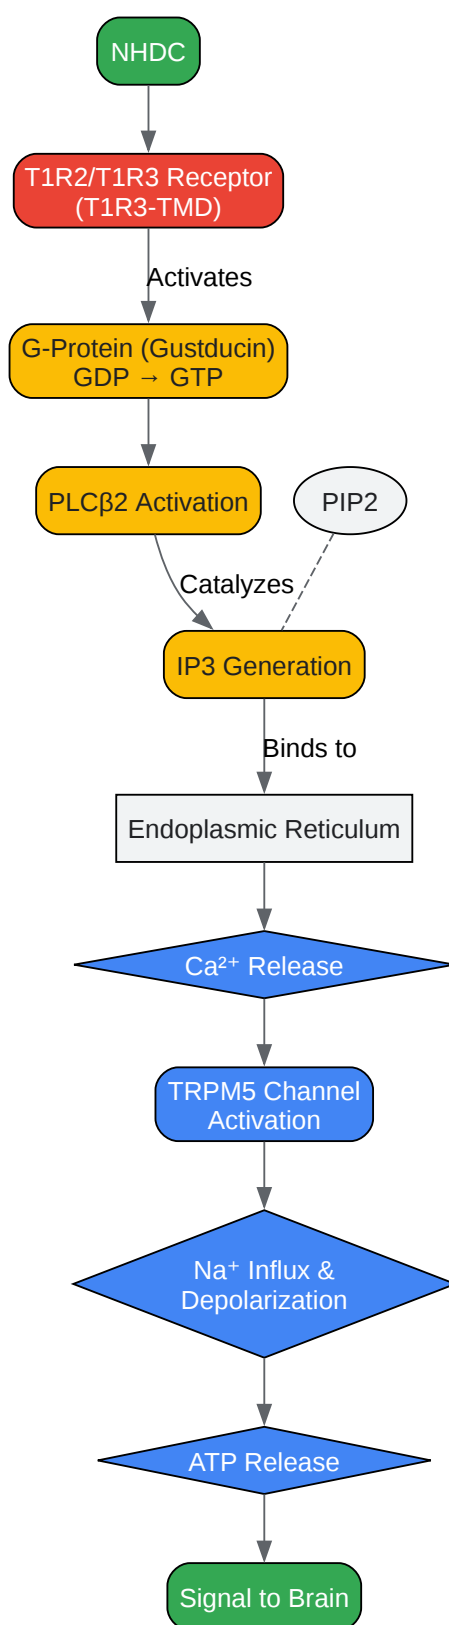 NHDC
T1R2/T1R3 Receptor
(T1R3-TMD)
Activates
G-Protein (Gustducin)
GDP → GTP
PLCβ2 Activation
PIP2
Catalyzes
IP3 Generation
Binds to
Endoplasmic Reticulum
Ca²⁺ Release
TRPM5 Channel
Activation
Na⁺ Influx &
Depolarization
ATP Release
Signal to Brain